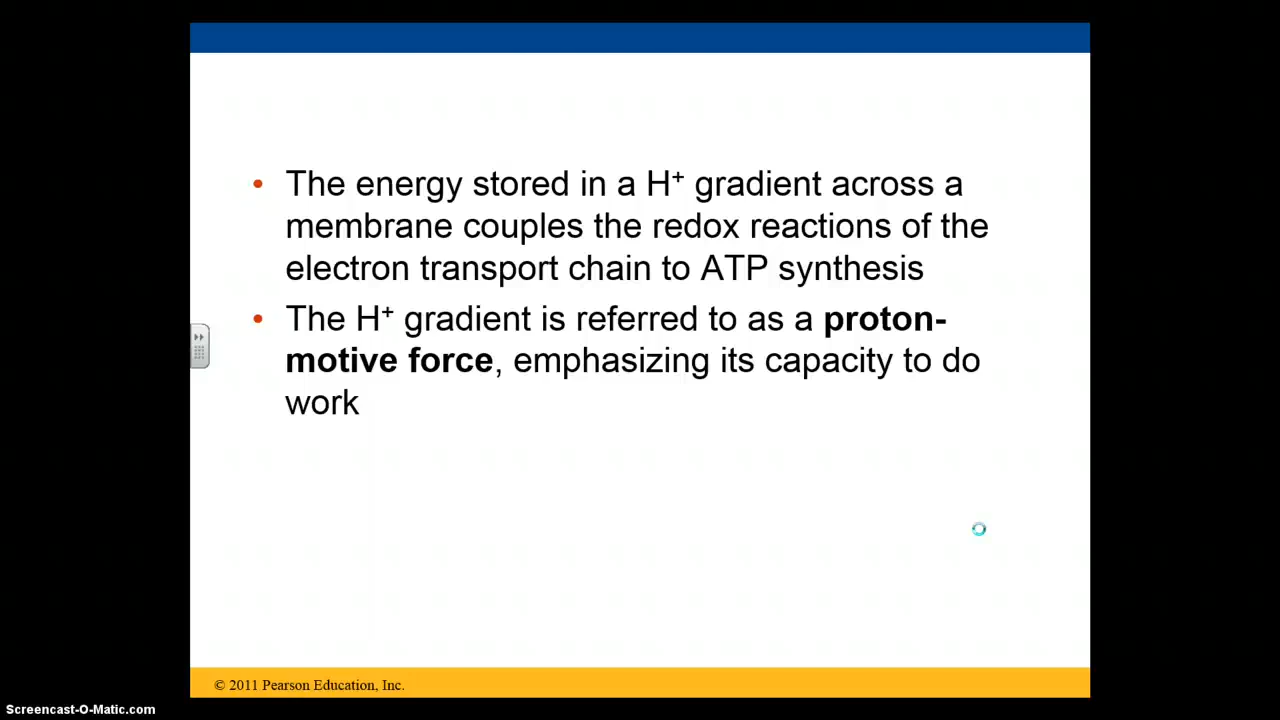 • The energy stored in a H⁺ gradient across a
membrane couples the redox reactions of the
electron transport chain to ATP synthesis
• The H⁺ gradient is referred to as a proton-
motive force, emphasizing its capacity to do
work
© 2011 Pearson Education, Inc.
Screencast-O-Matic.com